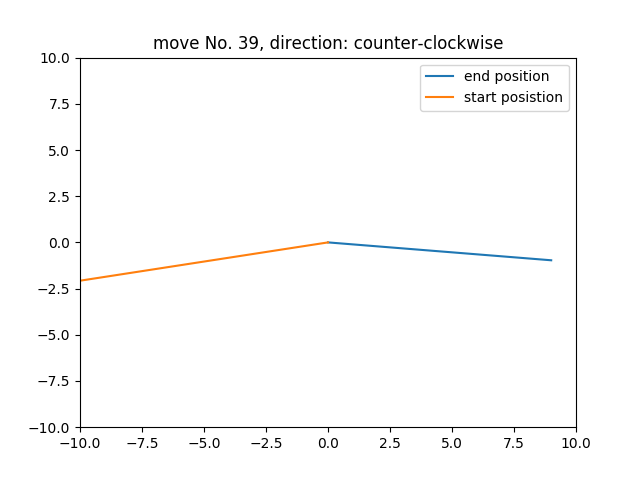 move No. 39, direction: counter-clockwise
end position
start posistion
10.0
7.5
5.0
2.5
0.0
−2.5
−5.0
−7.5
−10.0
−10.0 −7.5 −5.0 −2.5 0.0 2.5 5.0 7.5 10.0